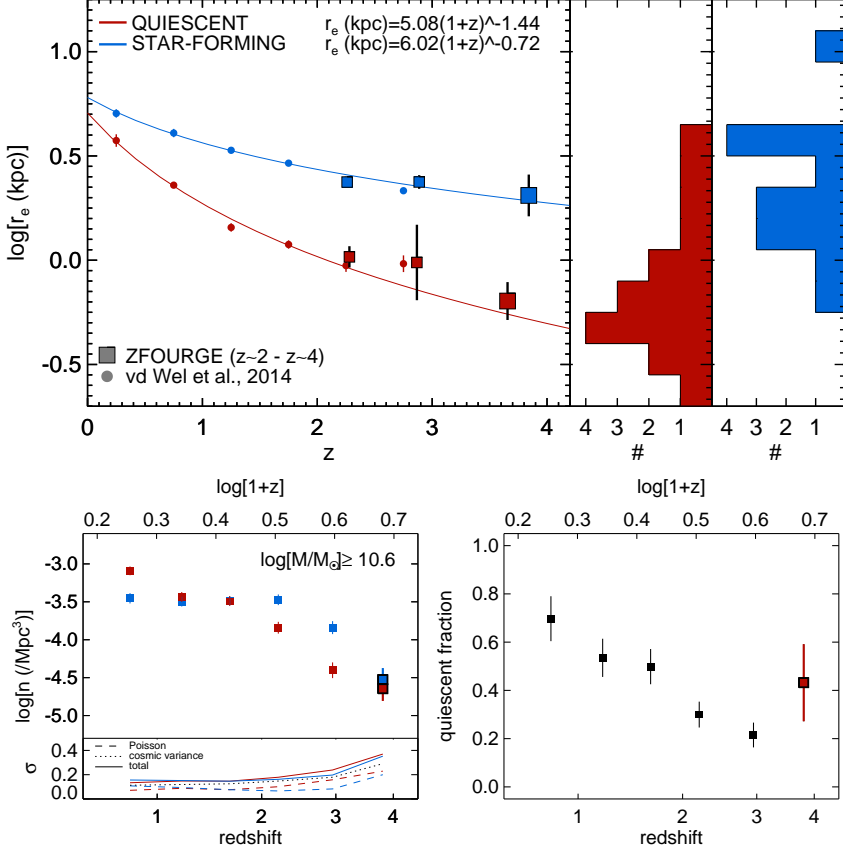 QUIESCENT r_e (kpc)=5.08(1+z)^-1.44
STAR-FORMING r_e (kpc)=6.02(1+z)^-0.72
1.0
0.5
0.0
-0.5
log[r_e (kpc)]
ZFOURGE (z~2 - z~4)
vd Wel et al., 2014
0 1 2 3 4
z
4 3 2 1
#
4 3 2 1
#
log[1+z]
0.2 0.3 0.4 0.5 0.6 0.7
log[M/M⊙]≥ 10.6
-3.0
-3.5
-4.0
-4.5
-5.0
log[n (/Mpc³)]
Poisson
cosmic variance
total
0.4
0.2
0.0
σ
1 2 3 4
redshift
log[1+z]
0.2 0.3 0.4 0.5 0.6 0.7
1.0
0.8
0.6
0.4
0.2
0.0
quiescent fraction
1 2 3 4
redshift